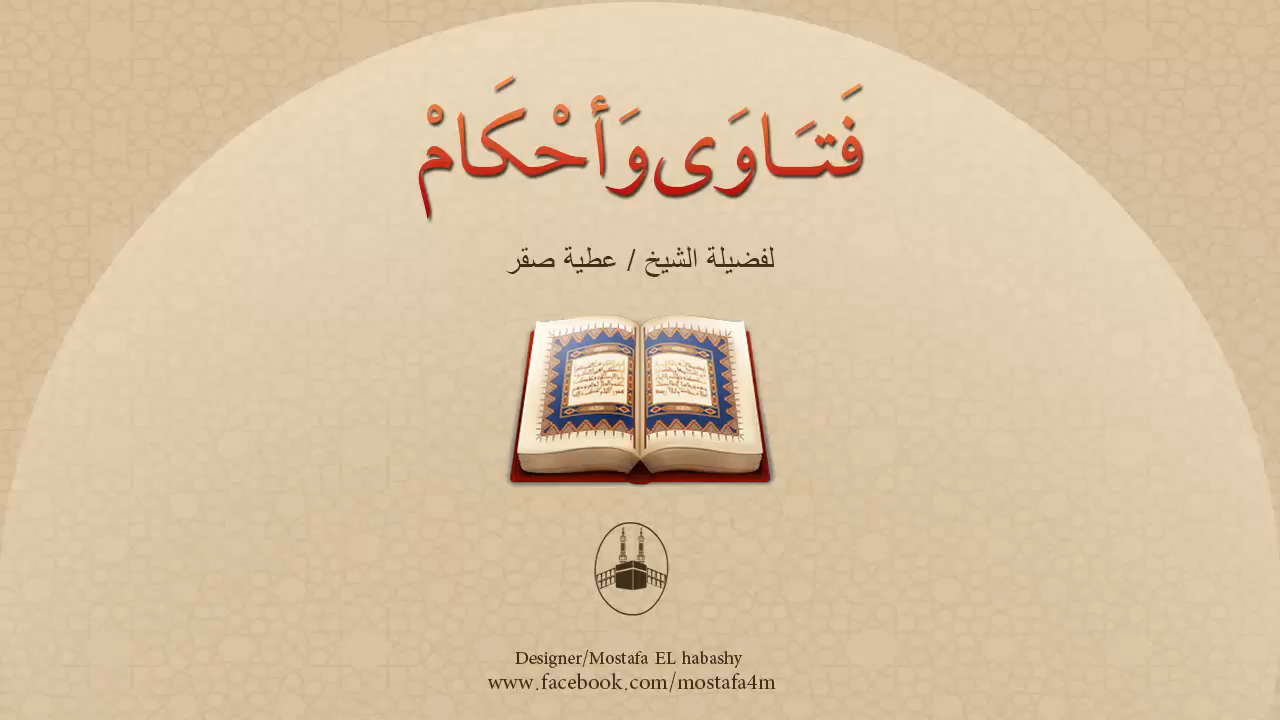 فَتَاوَى وَأَحْكَامْ
لفضيلة الشيخ / عطية صقر
Designer/Mostafa EL habashy
www.facebook.com/mostafa4m